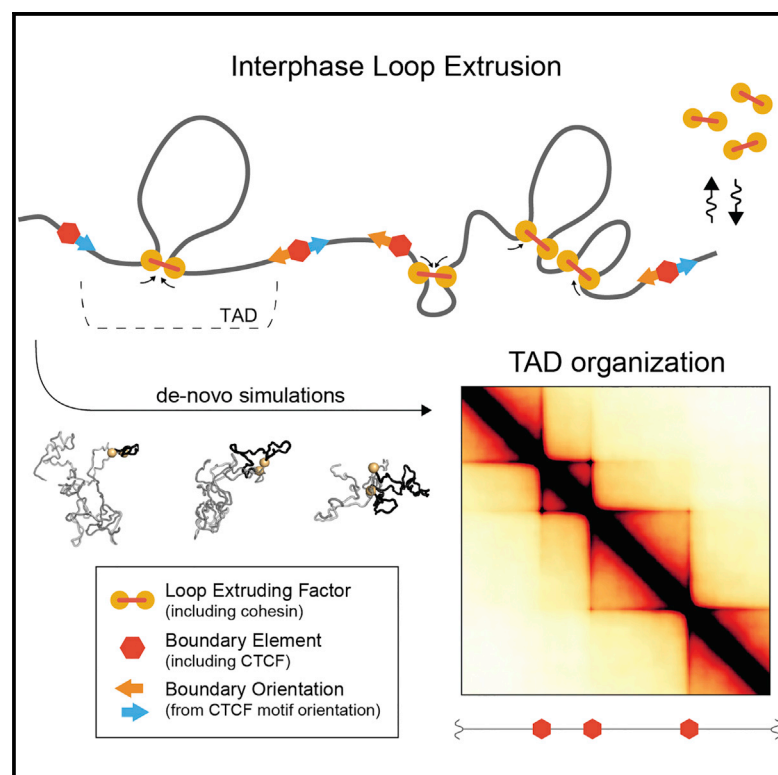 Interphase Loop Extrusion
TAD
TAD organization
de-novo simulations
Loop Extruding Factor
(including cohesin)
Boundary Element
(including CTCF)
Boundary Orientation
(from CTCF motif orientation)